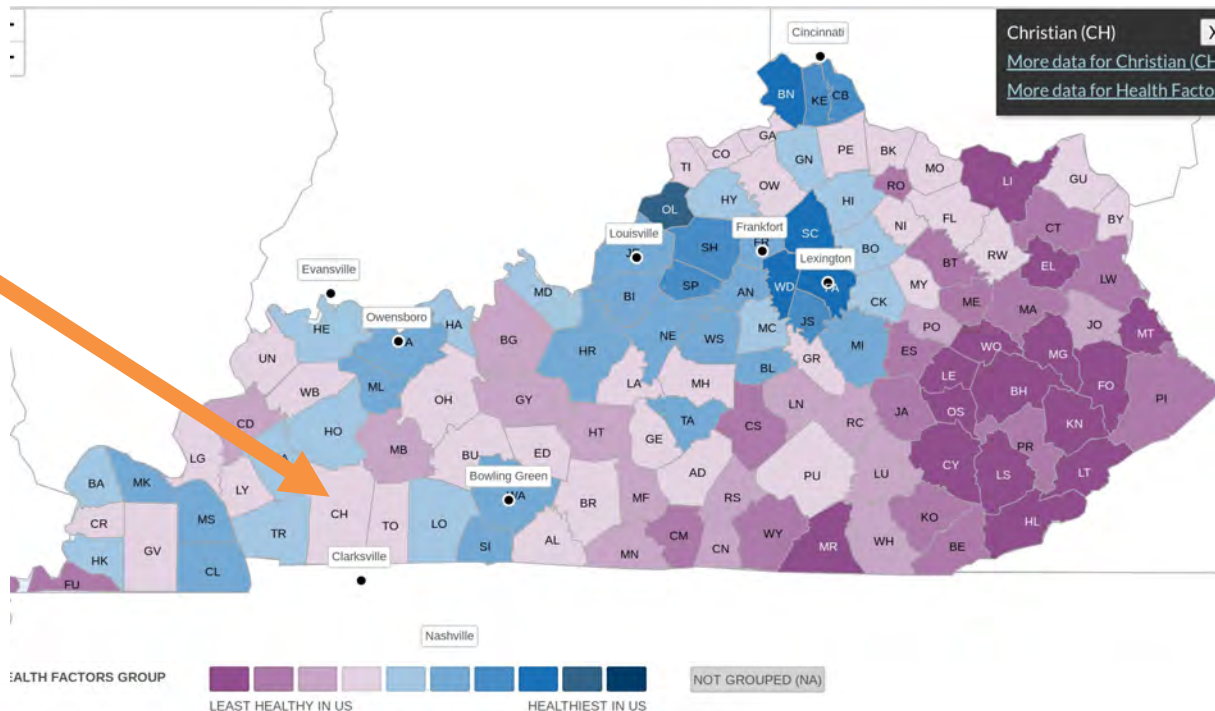 Cincinnati
Christian (CH)
X
More data for Christian (CH
More data for Health Facto
BN KE CB
GA
TI CO OW GN PE BK MO LI GU
RO
OL HY HI NI FL CT BY
Louisville
Frankfort
SH FR SC BO RW
Lexington
BT EL LW
Evansville
MD BI SP AN WD CK MY ME MA JO MT
HE
Owensboro
HA
BG HR NE WS MC JS MI PO
UN ML GR ES WO MG
WB OH LA MH BL LE BH FO PI
CD HO GY TA CS LN JA OS KN
LG MB BU ED HT GE RC PR
LY AD PU LU CY LS LT
Bowling Green
BA MK WA
CR MS CH TO LO BR MF RS KO HL
GV TR SI AL MN CM CN WY MR WH BE
HK CL
Clarksville
FU
Nashville
EALTH FACTORS GROUP
NOT GROUPED (NA)
LEAST HEALTHY IN US
HEALTHIEST IN US